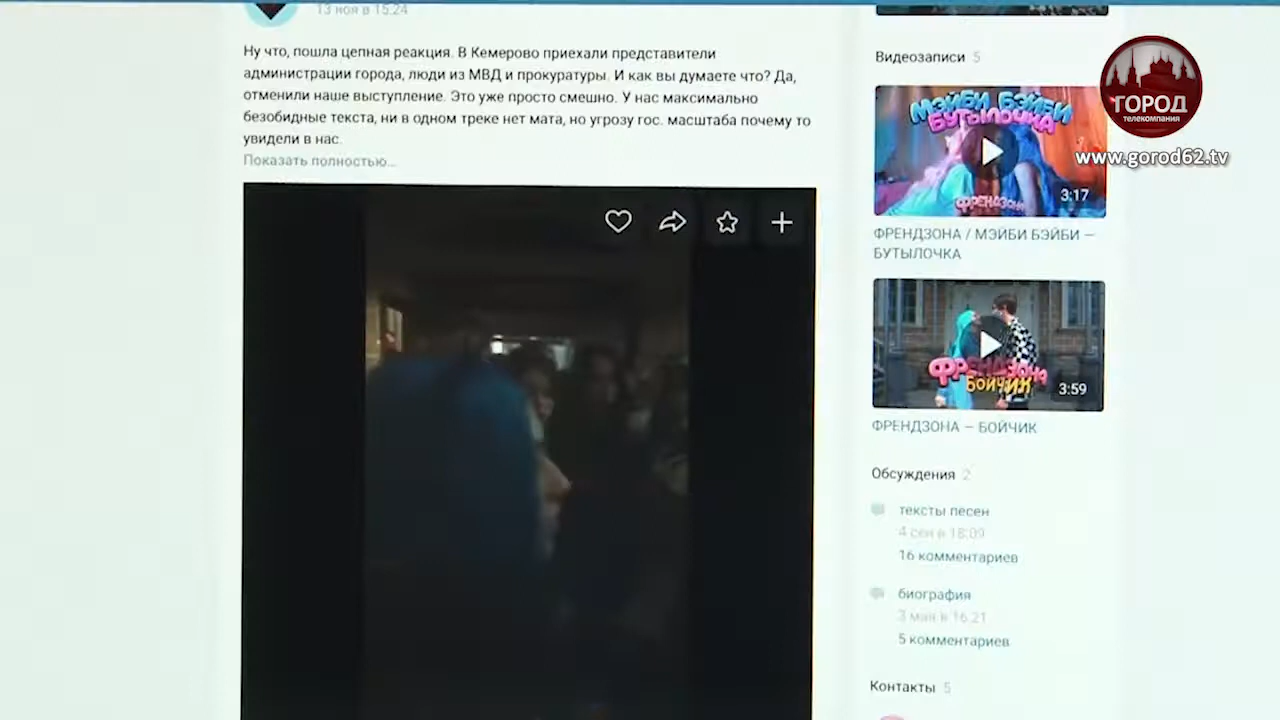 13 ноя в 15:24
Ну что, пошла цепная реакция. В Кемерово приехали представители
администрации города, люди из МВД и прокуратуры. И как вы думаете что? Да,
отменили наше выступление. Это уже просто смешно. У нас максимально
безобидные текста, ни в одном треке нет мата, но угрозу гос. масштаба почему то
увидели в нас.
Показать полностью...
Видеозаписи 5
МЭЙБИ БЭЙБИ
БУТЫЛОЧКА
ФРЕНДЗОНА
3:17
ФРЕНДЗОНА / МЭЙБИ БЭЙБИ —
БУТЫЛОЧКА
ФРЕНДЗОНА
БОЙЧИК
3:59
ФРЕНДЗОНА — БОЙЧИК
Обсуждения 2
тексты песен
4 сен в 18:09
16 комментариев
биография
3 мая в 16:21
5 комментариев
Контакты 5
ГОРОД
телекомпания
www.gorod62.tv